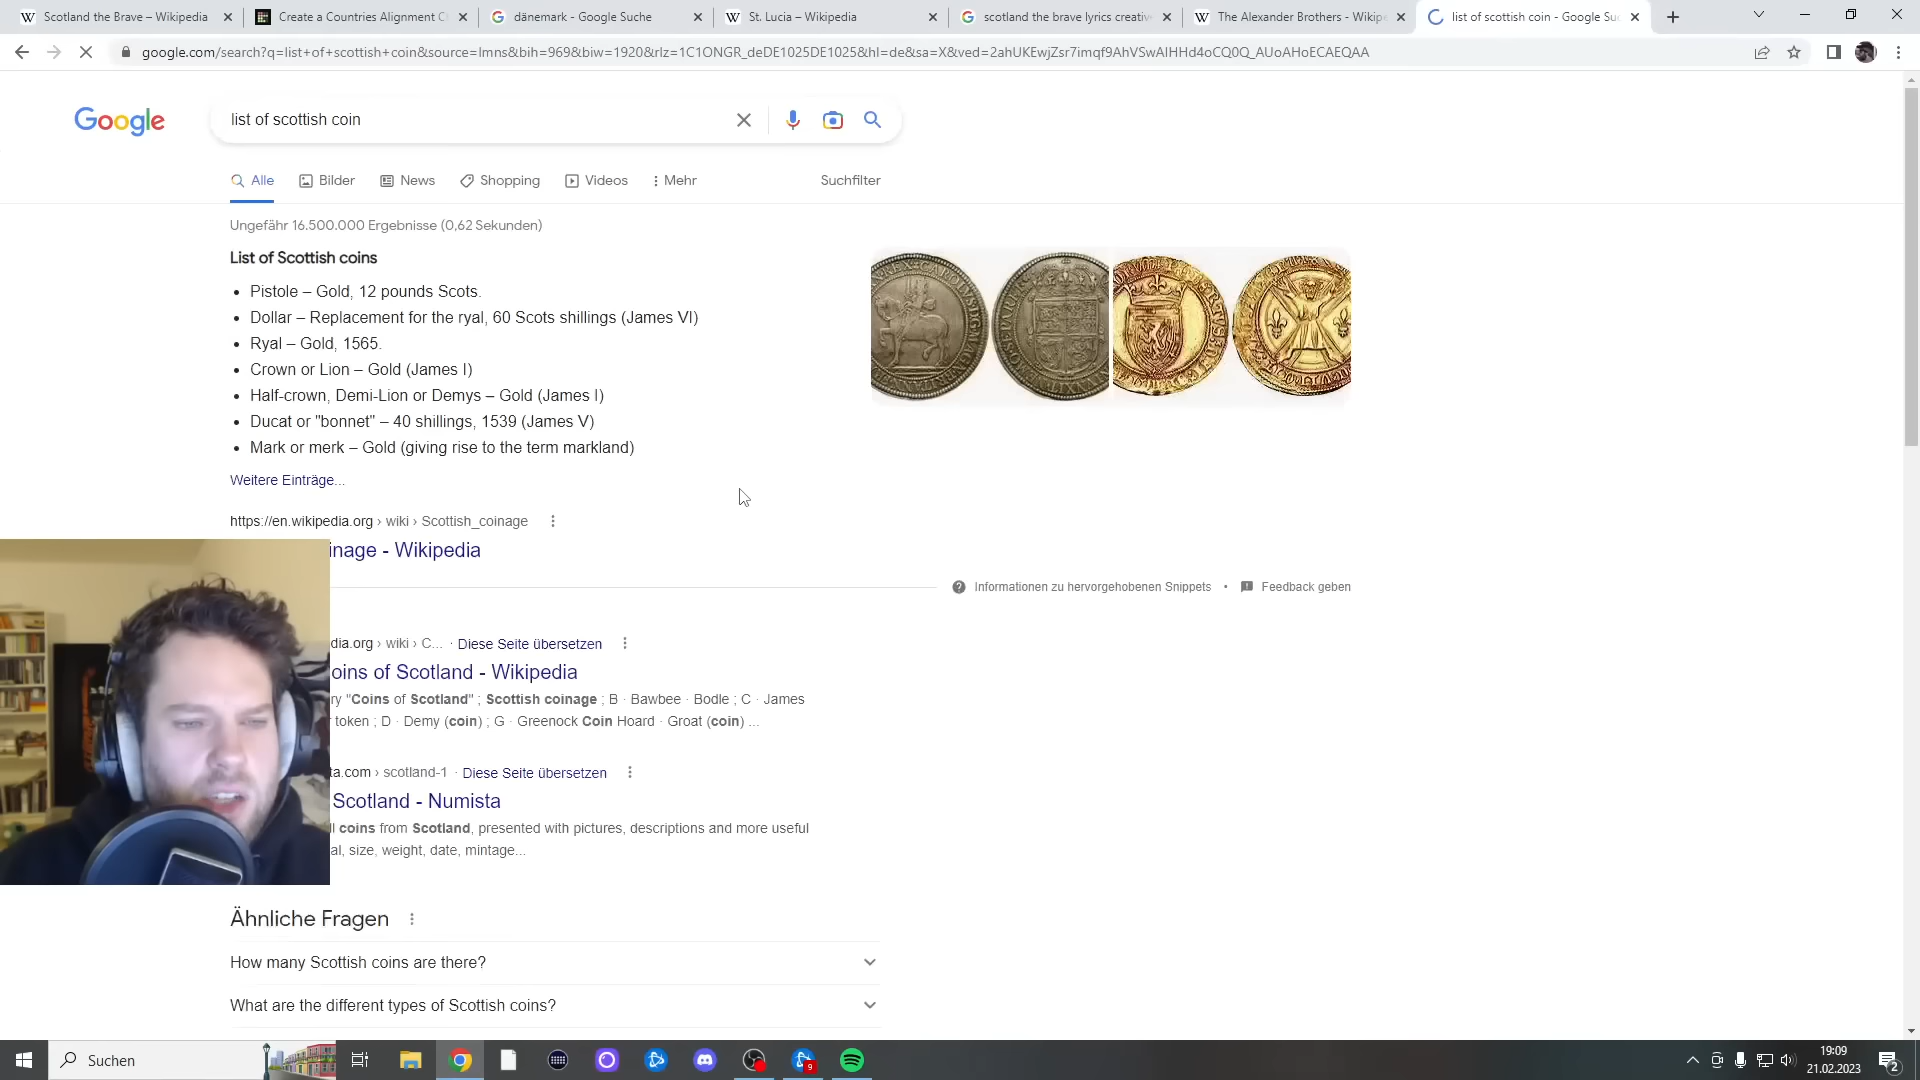 Scotland the Brave – Wikipedia
Create a Countries Alignment C
dänemark - Google Suche
St. Lucia – Wikipedia
scotland the brave lyrics creativ
The Alexander Brothers - Wikipe
list of scottish coin - Google Su
google.com/search?q=list+of+scottish+coin&source=lmns&bih=969&biw=1920&rlz=1C1ONGR_deDE1025DE1025&hl=de&sa=X&ved=2ahUKEwjZsr7imqf9AhVSwAIHHd4oCQ0Q_AUoAHoECAEQAA
Google
list of scottish coin
Alle
Bilder
News
Shopping
Videos
Mehr
Suchfilter
Ungefähr 16.500.000 Ergebnisse (0,62 Sekunden)
List of Scottish coins
• Pistole – Gold, 12 pounds Scots.
• Dollar – Replacement for the ryal, 60 Scots shillings (James VI)
• Ryal – Gold, 1565.
• Crown or Lion – Gold (James I)
• Half-crown, Demi-Lion or Demys – Gold (James I)
• Ducat or "bonnet" – 40 shillings, 1539 (James V)
• Mark or merk – Gold (giving rise to the term markland)
Weitere Einträge...
https://en.wikipedia.org › wiki › Scottish_coinage
inage - Wikipedia
Informationen zu hervorgehobenen Snippets • Feedback geben
dia.org › wiki › C... · Diese Seite übersetzen
oins of Scotland - Wikipedia
ry "Coins of Scotland" ; Scottish coinage ; B · Bawbee · Bodle ; C · James
token ; D · Demy (coin) ; G · Greenock Coin Hoard · Groat (coin) ...
ta.com › scotland-1 · Diese Seite übersetzen
Scotland - Numista
ll coins from Scotland, presented with pictures, descriptions and more useful
al, size, weight, date, mintage...
Ähnliche Fragen
How many Scottish coins are there?
What are the different types of Scottish coins?
Suchen
9
19:09
21.02.2023
2